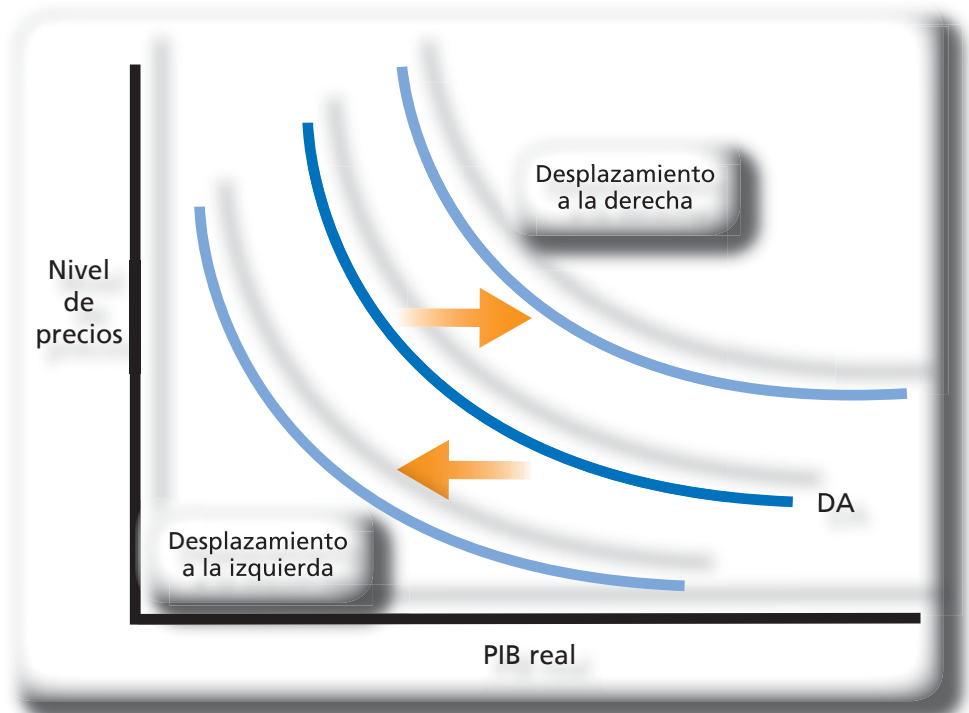 Desplazamiento
a la derecha
Nivel
de
precios
DA
Desplazamiento
a la izquierda
PIB real